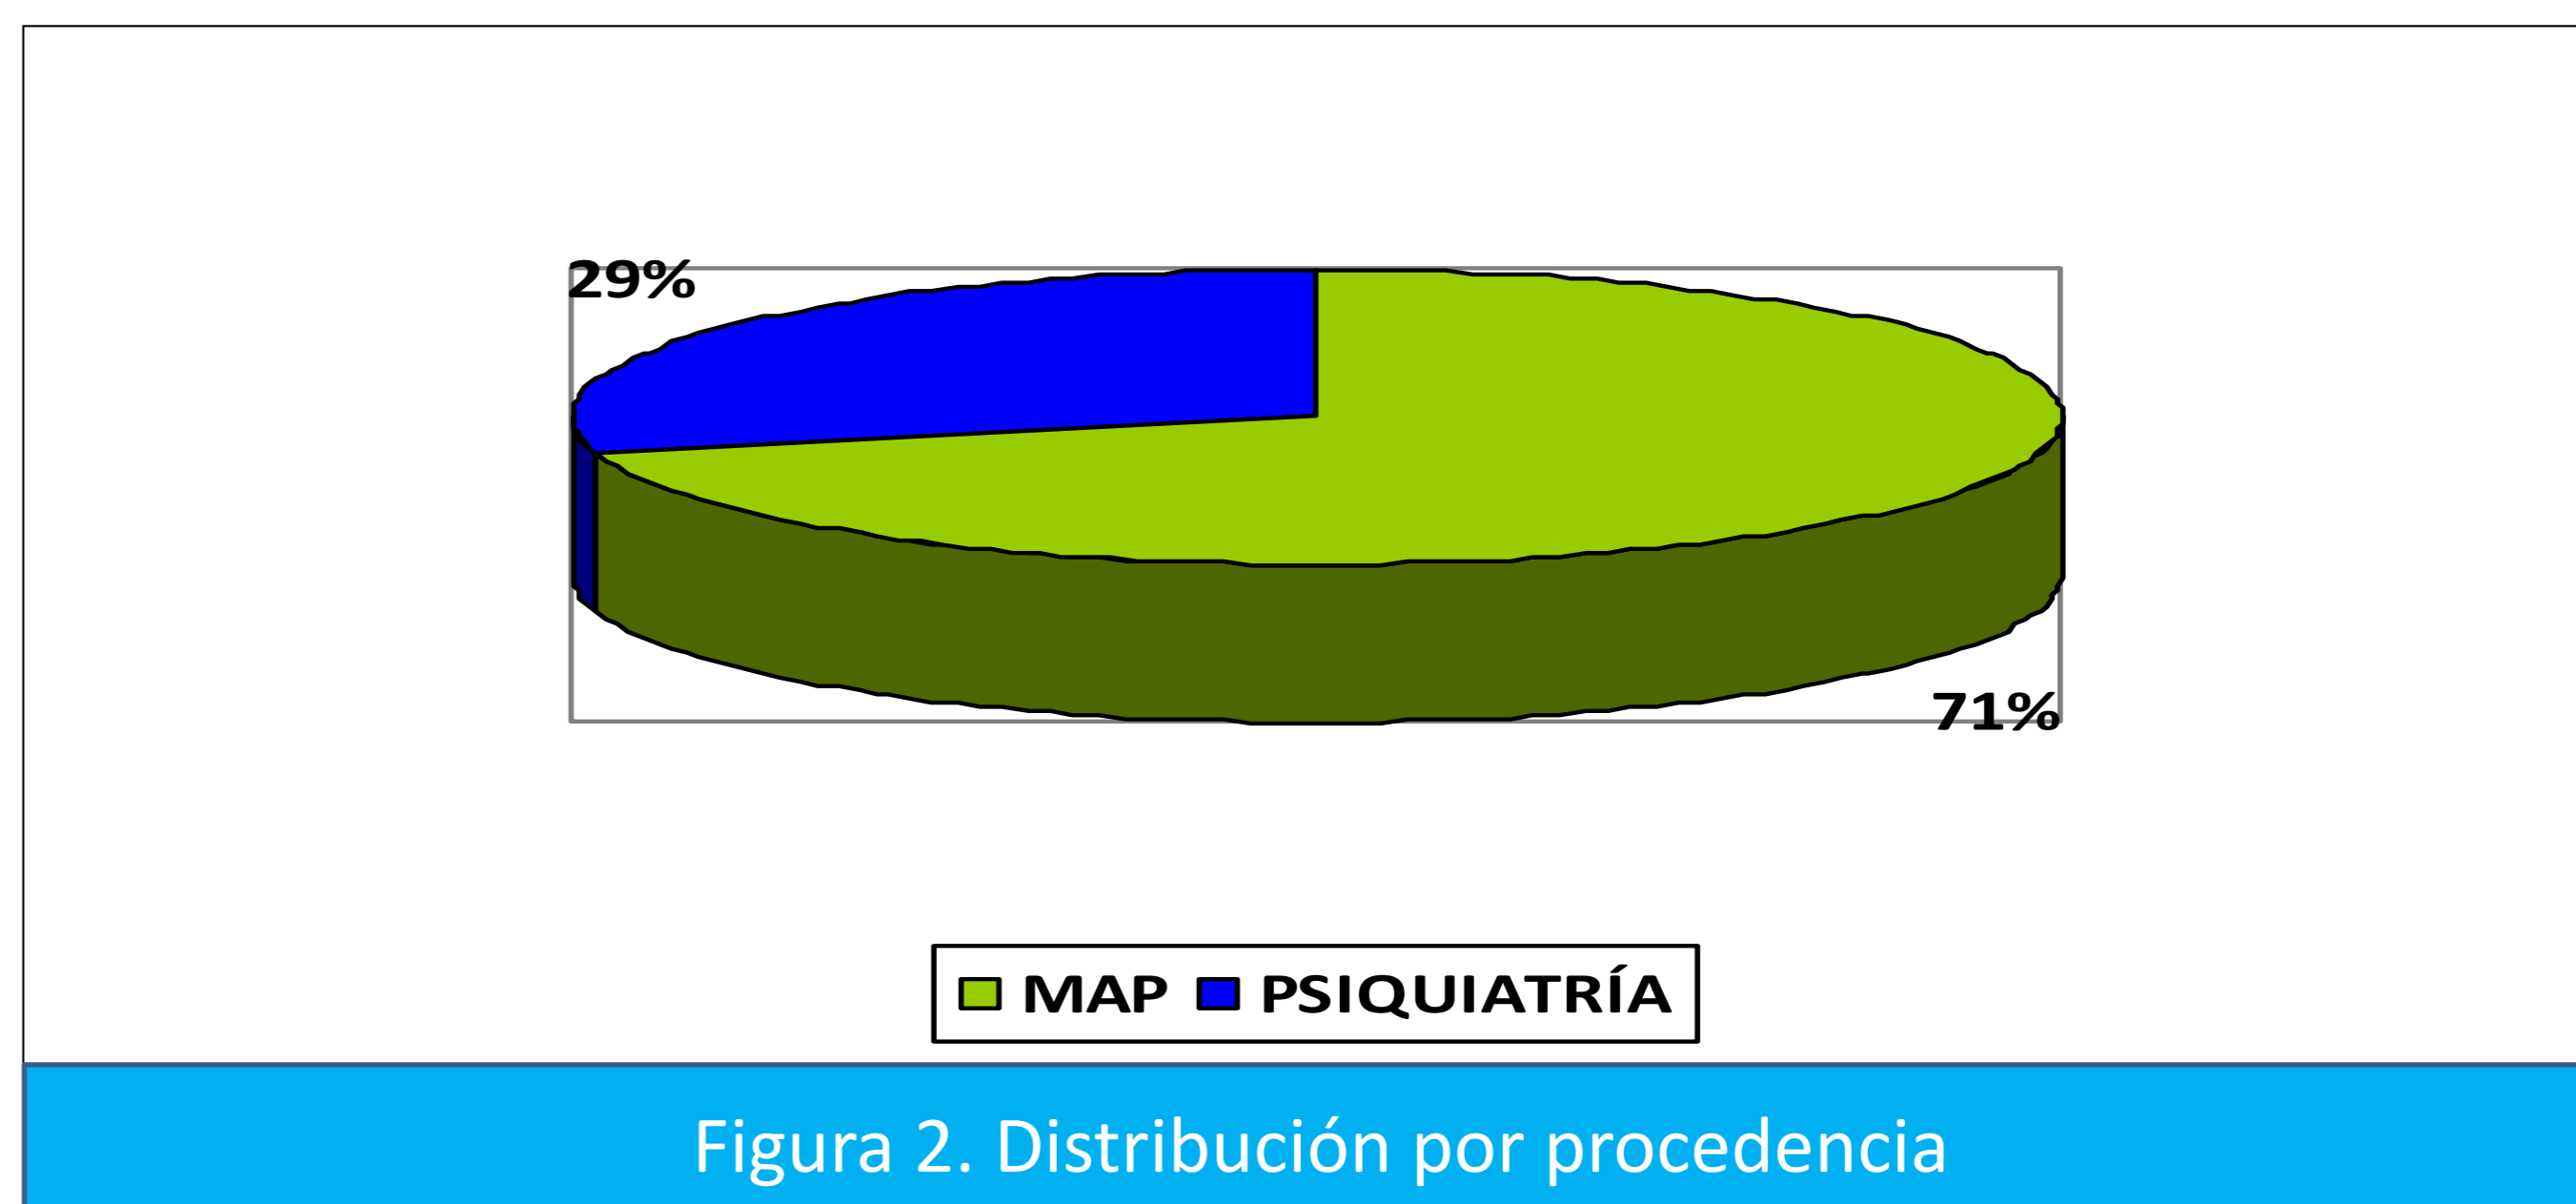 29%
71%
MAP PSIQUIATRÍA
Figura 2. Distribución por procedencia